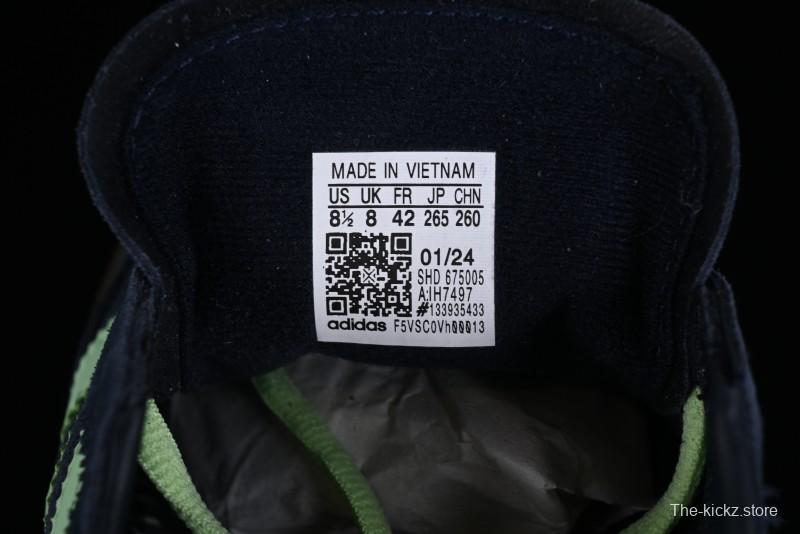 MADE IN VIETNAM
US UK FR JP CHN
8½ 8 42 265 260
01/24
SHD 675005
A:IH7497
#133935433
adidas F5VSC0Vh00013
The-kickz.store